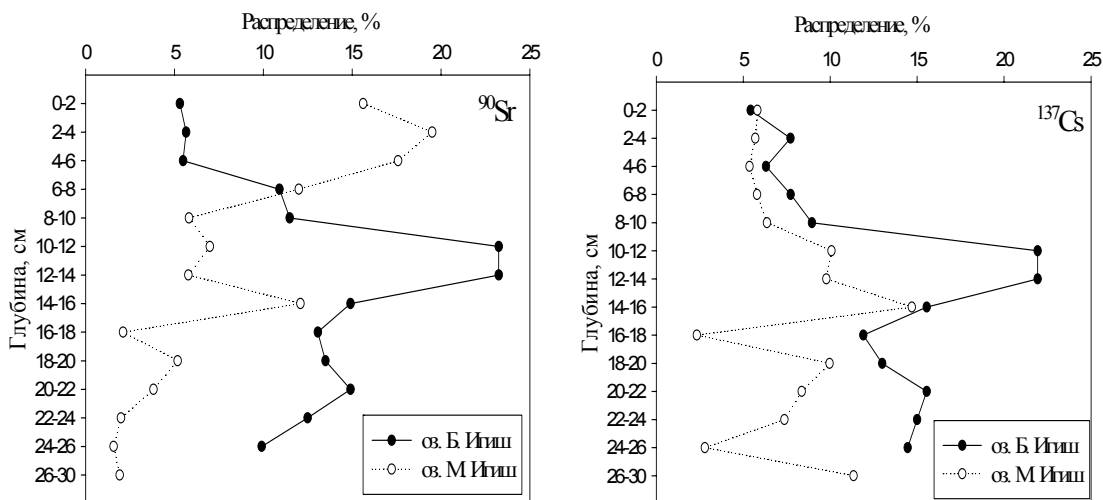 Распределение, %
0 5 10 15 20 25
⁹⁰Sr
Глубина, см
0-2
2-4
4-6
6-8
8-10
10-12
12-14
14-16
16-18
18-20
20-22
22-24
24-26
26-30
оз. Б. Игиш
оз. М. Игиш
Распределение, %
0 5 10 15 20 25
¹³⁷Cs
Глубина, см
0-2
2-4
4-6
6-8
8-10
10-12
12-14
14-16
16-18
18-20
20-22
22-24
24-26
26-30
оз. Б. Игиш
оз. М. Игиш